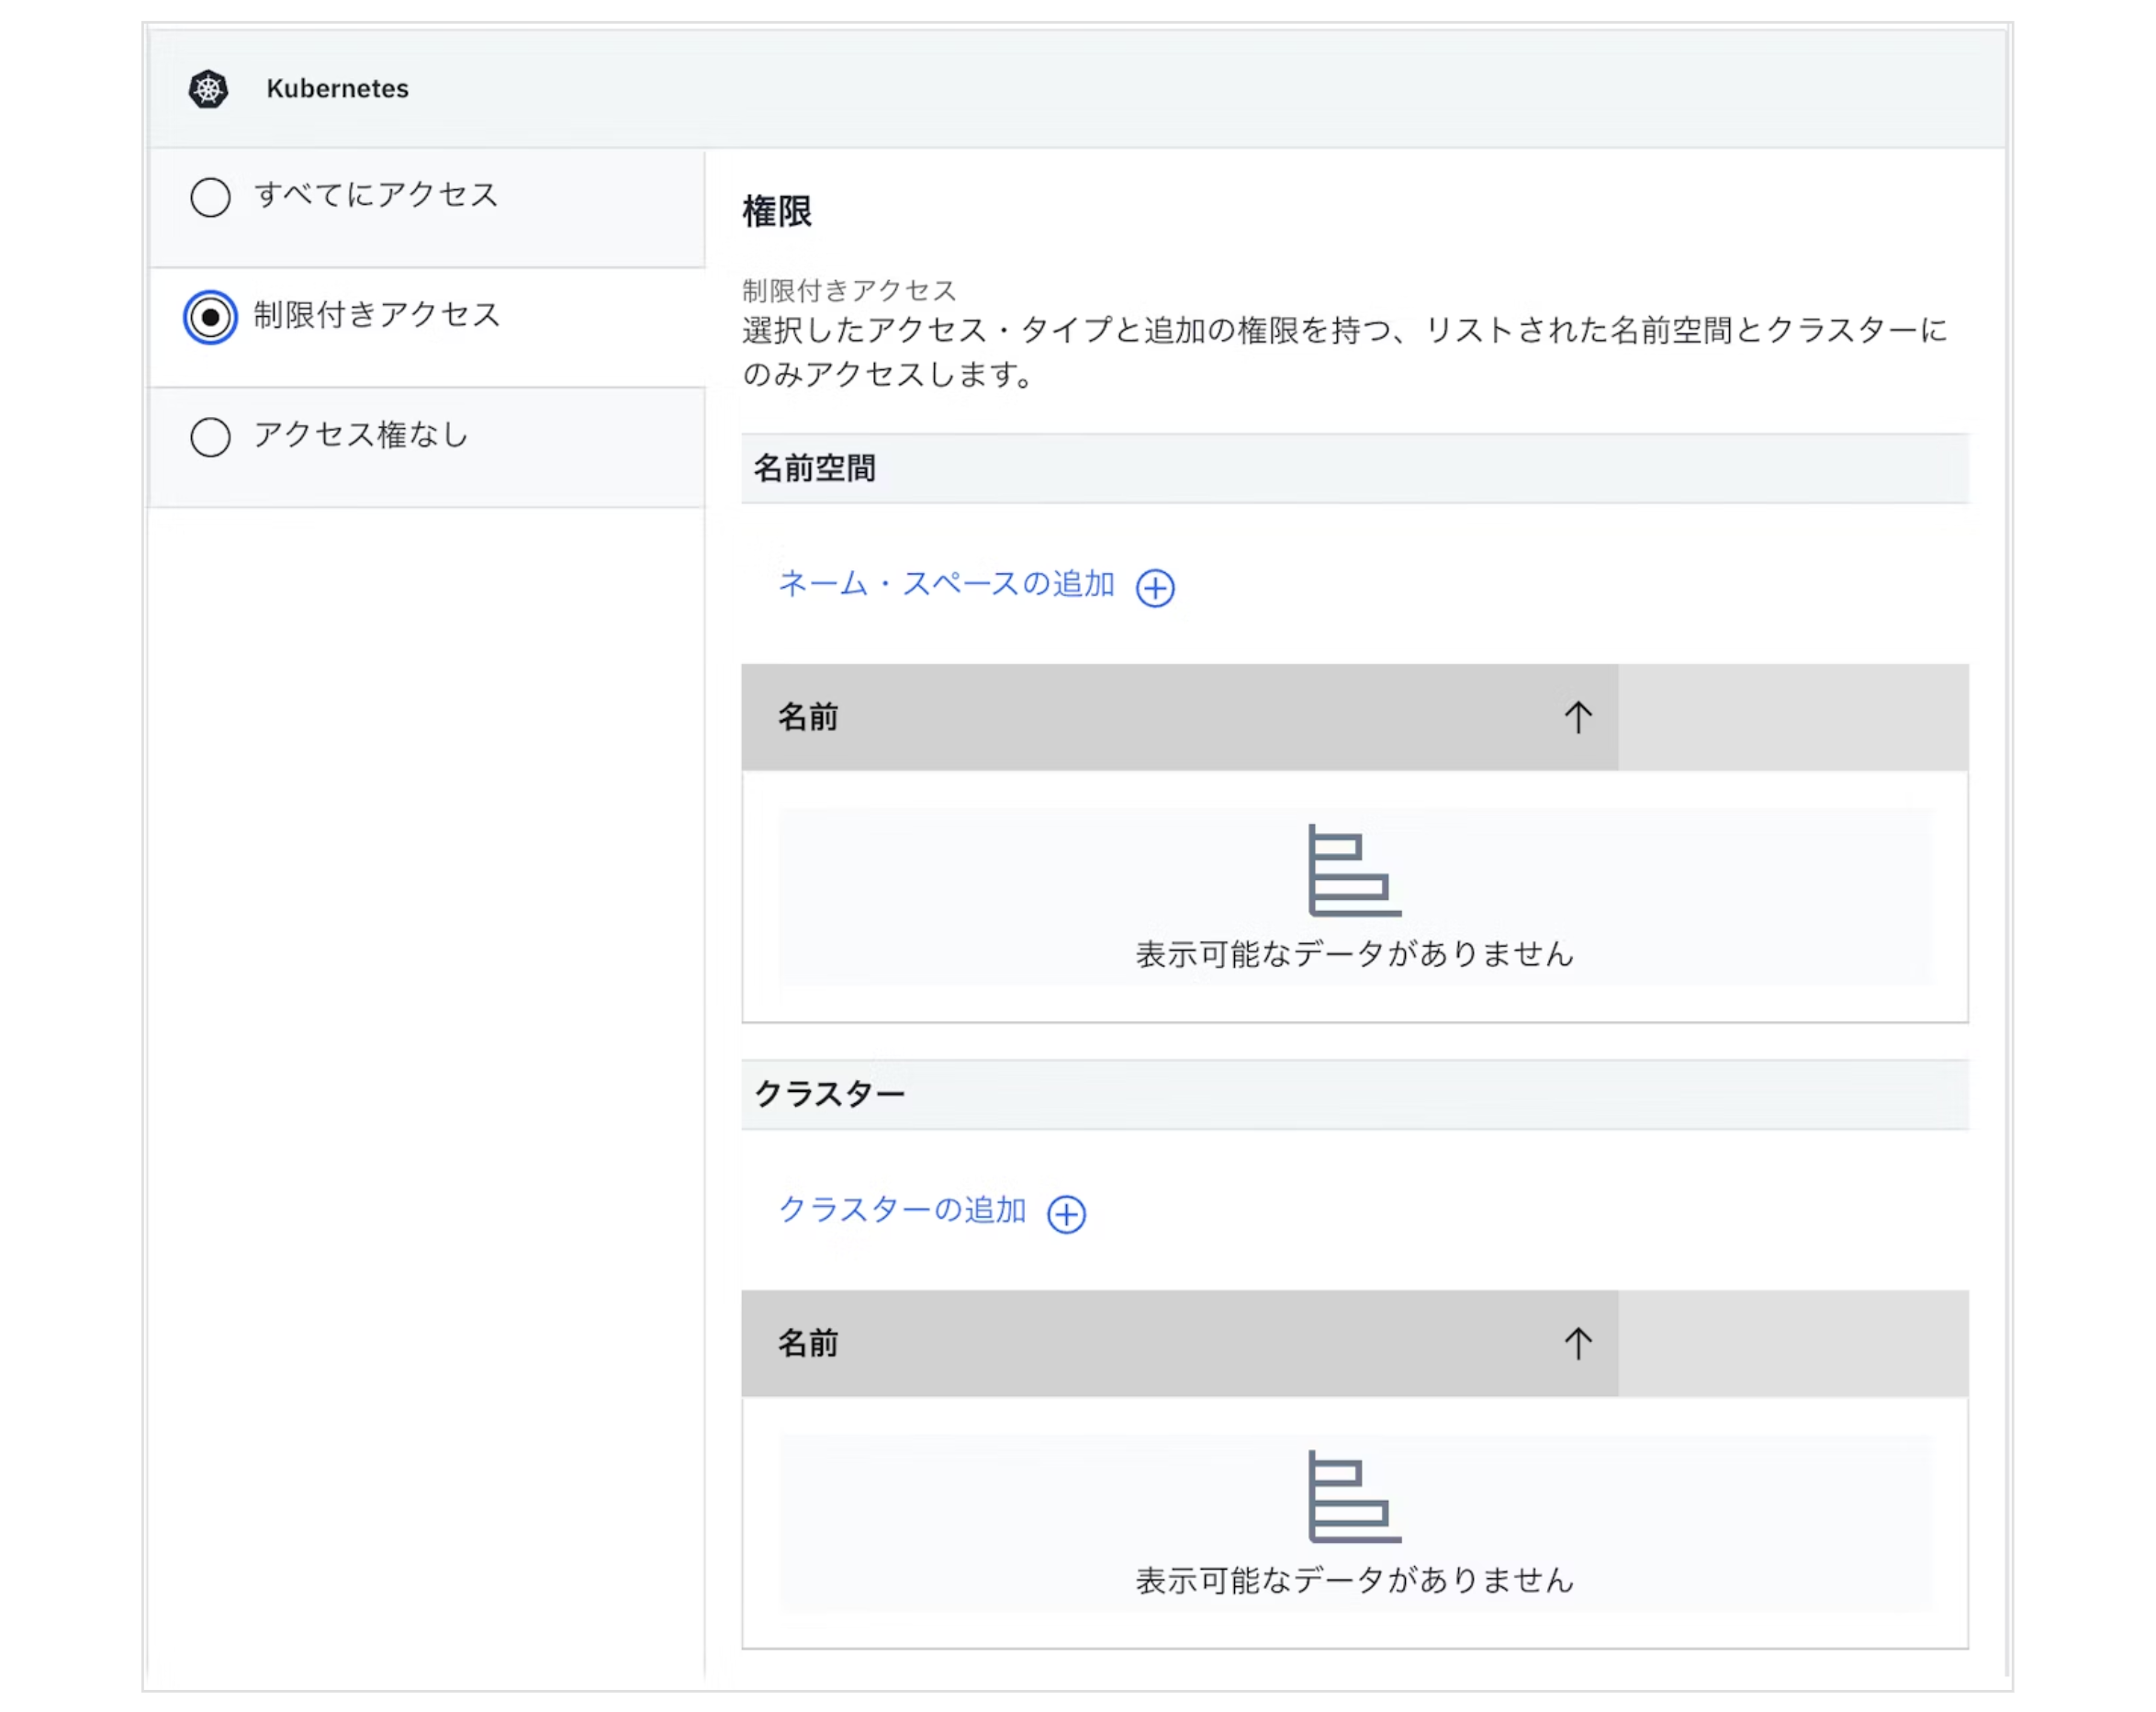 Kubernetes
すべてにアクセス
制限付きアクセス
アクセス権なし
権限
制限付きアクセス
選択したアクセス・タイプと追加の権限を持つ、リストされた名前空間とクラスターに
のみアクセスします。
名前空間
ネーム・スペースの追加
名前
表示可能なデータがありません
クラスター
クラスターの追加
名前
表示可能なデータがありません